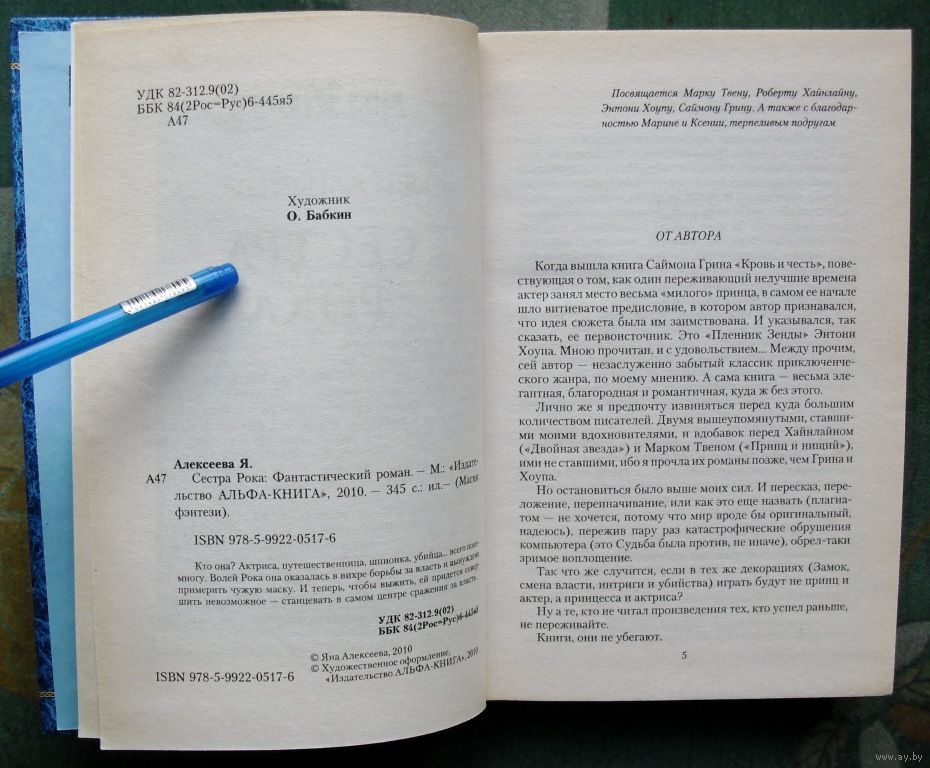 УДК 82-312.9(02)
ББК 84(2Рос=Рус)6-445я5
А47
Художник
О. Бабкин
Алексеева Я.
А47 Сестра Рока: Фантастический роман. — М.: «Издате-
льство АЛЬФА-КНИГА», 2010. — 345 с.: ил.— (Магия
фэнтези).
ISBN 978-5-9922-0517-6
Кто она? Актриса, путешественница, шпионка, убийца... всего поне-
многу. Волей Рока она оказалась в вихре борьбы за власть и вынуждена
примерить чужую маску. И теперь, чтобы выжить, ей придется совер-
шить невозможное — станцевать в самом центре сражения за власть.
УДК 82-312.9(02)
ББК 84(2Рос=Рус)6-445я5
© Яна Алексеева, 2010
© Художественное оформление,
ISBN 978-5-9922-0517-6 «Издательство АЛЬФА-КНИГА», 2010
Посвящается Марку Твену, Роберту Хайнлайну,
Энтони Хоупу, Саймону Грину. А также с благодар-
ностью Марине и Ксении, терпеливым подругам
ОТ АВТОРА
Когда вышла книга Саймона Грина «Кровь и честь», пове-
ствующая о том, как один переживающий нелучшие времена
актер занял место весьма «милого» принца, в самом ее начале
шло витиеватое предисловие, в котором автор признавался,
что идея сюжета была им заимствована. И указывался, так
сказать, ее первоисточник. Это «Пленник Зенды» Энтони
Хоупа. Мною прочитан. и с удовольствием... Между прочим,
сей автор — незаслуженно забытый классик приключенче-
ского жанра, по моему мнению. А сама книга — весьма эле-
гантная, благородная и романтичная, куда ж без этого.
Лично же я предпочту извиняться перед куда большим
количеством писателей. Двумя вышеупомянутыми, ставши-
ми моими вдохновителями, и вдобавок перед Хайнлайном
(«Двойная звезда») и Марком Твеном («Принц и нищий»),
ими не ставшими, ибо я прочла их романы позже, чем Грина и
Хоупа.
Но остановиться было выше моих сил. И пересказ, пере-
ложение, переиначивание, или как это еще назвать (плагиа-
том — не хочется, потому что мир вроде бы оригинальный,
надеюсь), пережив пару раз катастрофические обрушения
компьютера (это Судьба была против, не иначе), обрел-таки
зримое воплощение.
Так что же случится, если в тех же декорациях (Замок,
смена власти, интриги и убийства) играть будут не принц и
актер, а принцесса и актриса?
Ну а те, кто не читал произведения тех, кто успел раньше,
не переживайте.
Книги, они не убегают.
5
www.ay.by